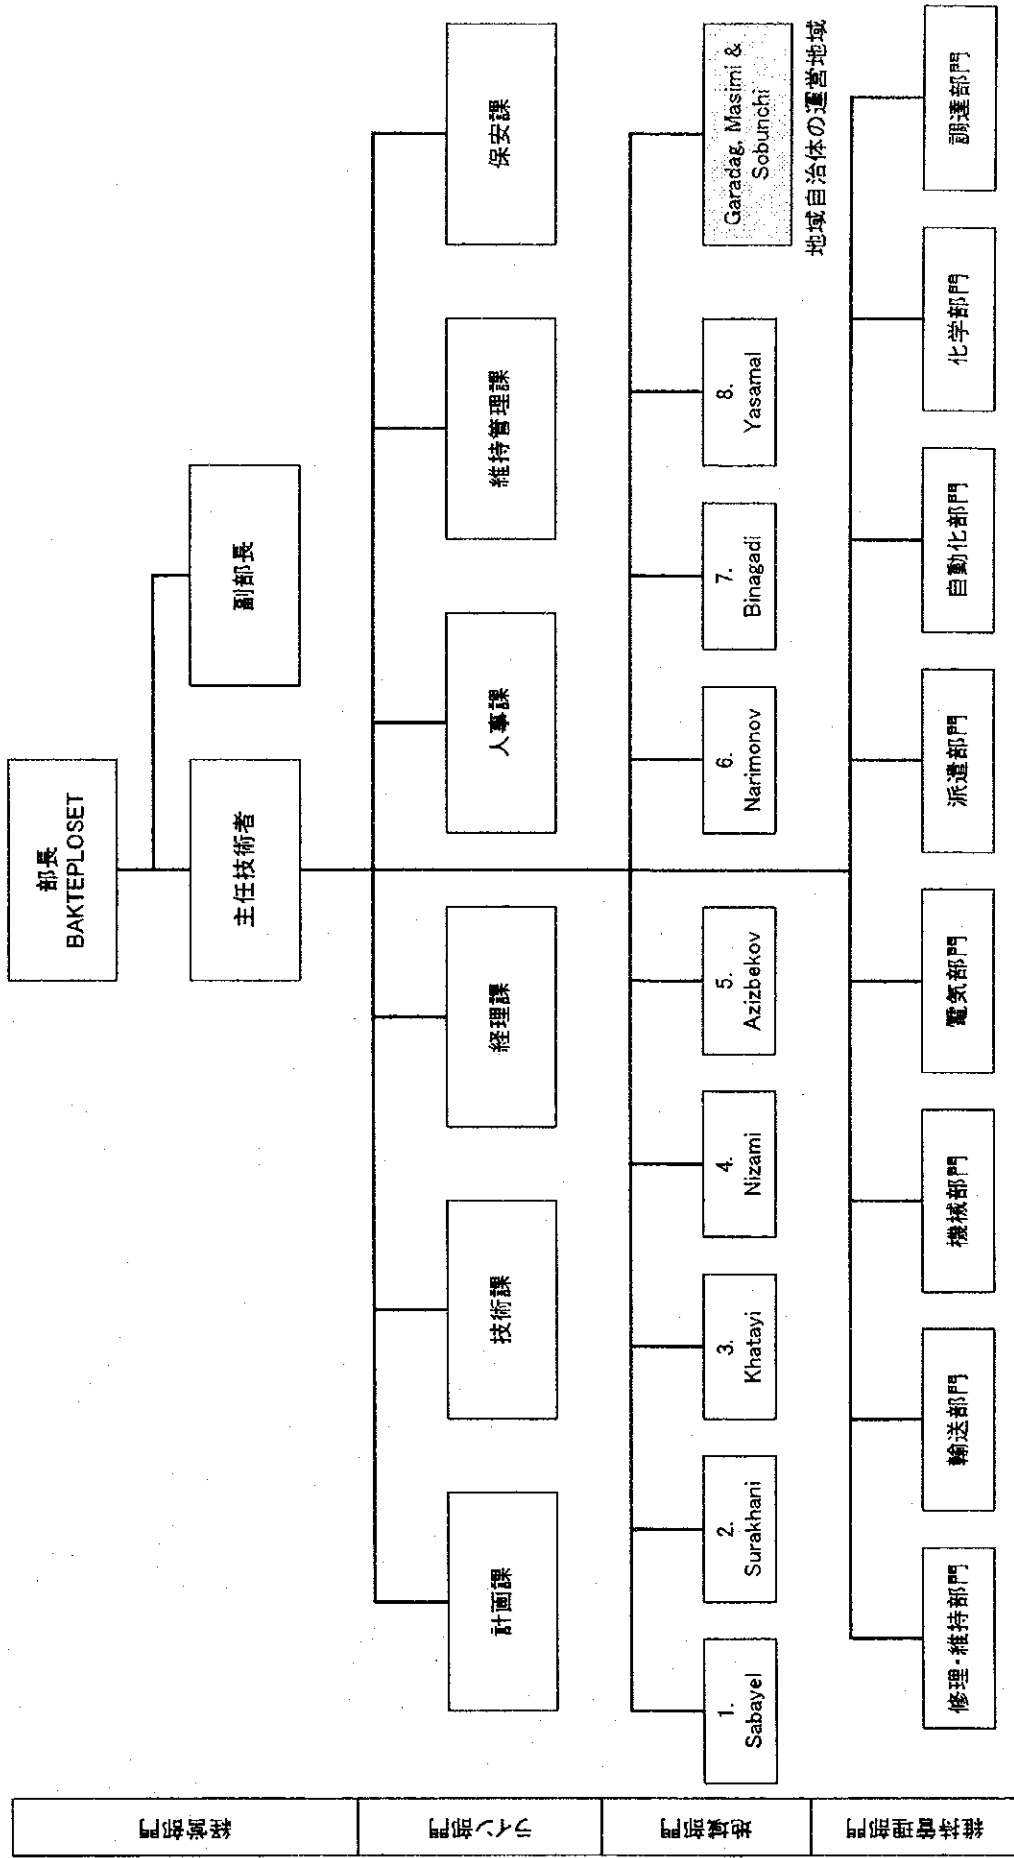 経営部門
部長
BAKTEPLOSET
主任技術者
副部長
ライン部門
計画課
技術課
経理課
人事課
維持管理課
保安課
地域部門
1.
Sabayel
2.
Surakhani
3.
Khatayi
4.
Nizami
5.
Azizbekov
6.
Narimonov
7.
Binagadi
8.
Yasamal
Garadag, Masimi &
Sobunchi
地域自治体の運営地域
維持管理部門
修理・維持部門
輸送部門
機械部門
電気部門
派遣部門
自動化部門
化学部門
調達部門